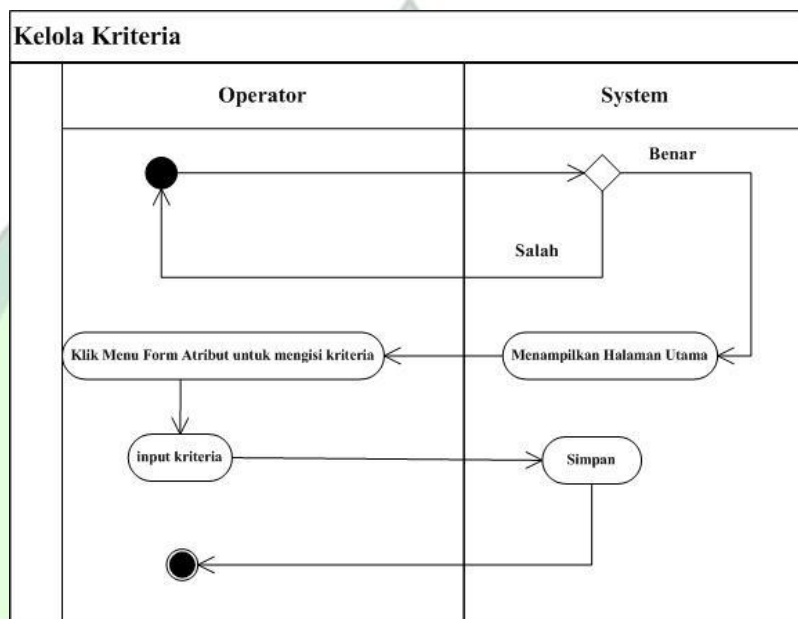 Kelola Kriteria
Operator
System
Benar
Salah
Klik Menu Form Atribut untuk mengisi kriteria
Menampilkan Halaman Utama
input kriteria
Simpan